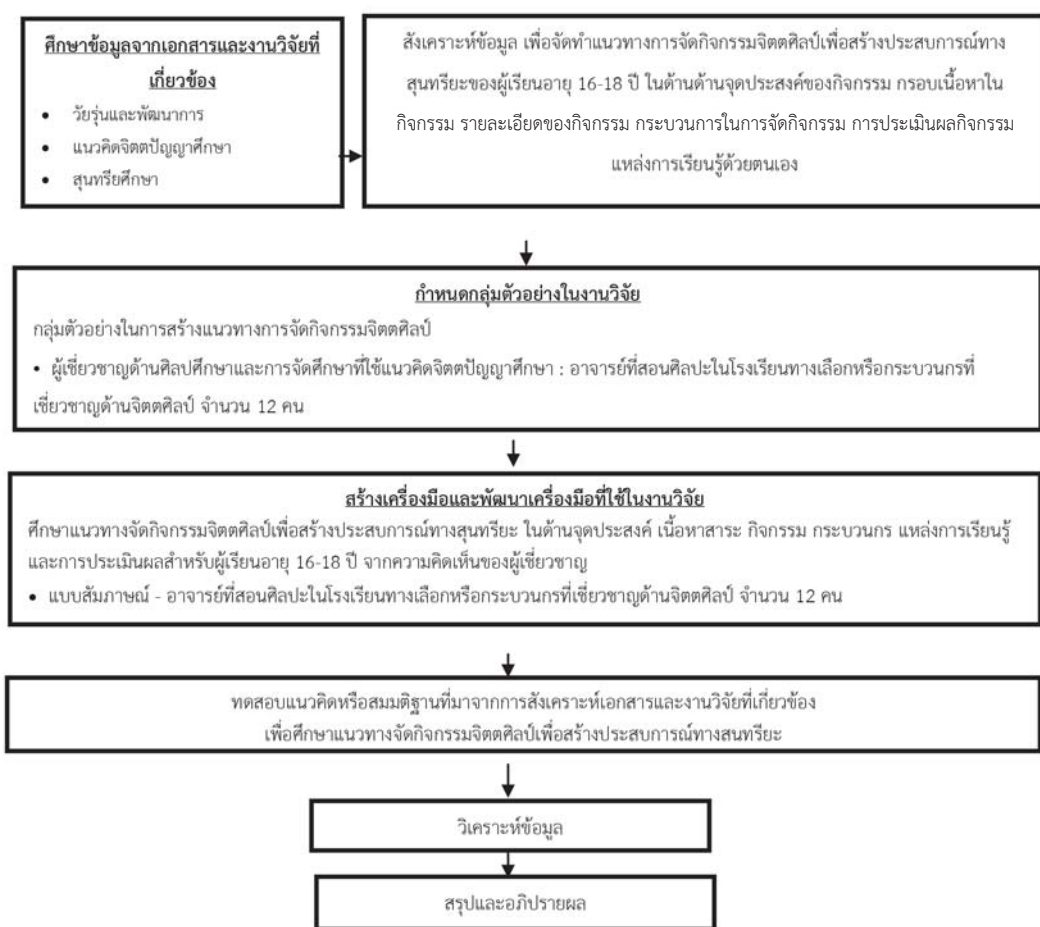 ศึกษาข้อมูลจากเอกสารและงานวิจัยที่
เกี่ยวข้อง
• วัยรุ่นและพัฒนาการ
• แนวคิดจิตตปัญญาศึกษา
• สุนทรียศึกษา
สังเคราะห์ข้อมูล เพื่อจัดทำแนวทางการจัดกิจกรรมจิตตศิลป์เพื่อสร้างประสบการณ์ทาง
สุนทรียะของผู้เรียนอายุ 16-18 ปี ในด้านด้านจุดประสงค์ของกิจกรรม กรอบเนื้อหาใน
กิจกรรม รายละเอียดของกิจกรรม กระบวนการในการจัดกิจกรรม การประเมินผลกิจกรรม
แหล่งการเรียนรู้ด้วยตนเอง
กำหนดกลุ่มตัวอย่างในงานวิจัย
กลุ่มตัวอย่างในการสร้างแนวทางการจัดกิจกรรมจิตตศิลป์
• ผู้เชี่ยวชาญด้านศิลปศึกษาและการจัดศึกษาที่ใช้แนวคิดจิตตปัญญาศึกษา : อาจารย์ที่สอนศิลปะในโรงเรียนทางเลือกหรือกระบวนกรที่
เชี่ยวชาญด้านจิตตศิลป์ จำนวน 12 คน
สร้างเครื่องมือและพัฒนาเครื่องมือที่ใช้ในงานวิจัย
ศึกษาแนวทางจัดกิจกรรมจิตตศิลป์เพื่อสร้างประสบการณ์ทางสุนทรียะ ในด้านจุดประสงค์ เนื้อหาสาระ กิจกรรม กระบวนกร แหล่งการเรียนรู้
และการประเมินผลสำหรับผู้เรียนอายุ 16-18 ปี จากความคิดเห็นของผู้เชี่ยวชาญ
• แบบสัมภาษณ์ - อาจารย์ที่สอนศิลปะในโรงเรียนทางเลือกหรือกระบวนกรที่เชี่ยวชาญด้านจิตตศิลป์ จำนวน 12 คน
ทดสอบแนวคิดหรือสมมติฐานที่มาจากการสังเคราะห์เอกสารและงานวิจัยที่เกี่ยวข้อง
เพื่อศึกษาแนวทางจัดกิจกรรมจิตตศิลป์เพื่อสร้างประสบการณ์ทางสนทรียะ
วิเคราะห์ข้อมูล
สรุปและอภิปรายผล